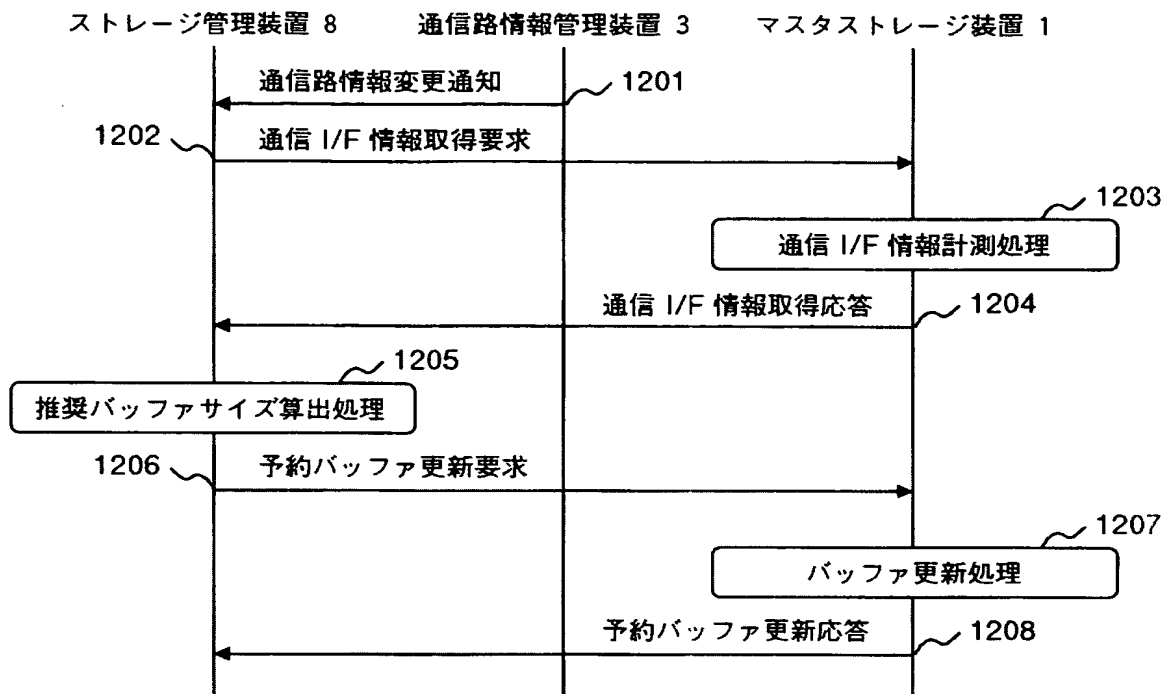 ストレージ管理装置 8
通信路情報管理装置 3
マスタストレージ装置 1
通信路情報変更通知
1201
1202
通信 I/F 情報取得要求
1203
通信 I/F 情報計測処理
通信 I/F 情報取得応答
1204
1205
推奨バッファサイズ算出処理
1206
予約バッファ更新要求
1207
バッファ更新処理
予約バッファ更新応答
1208